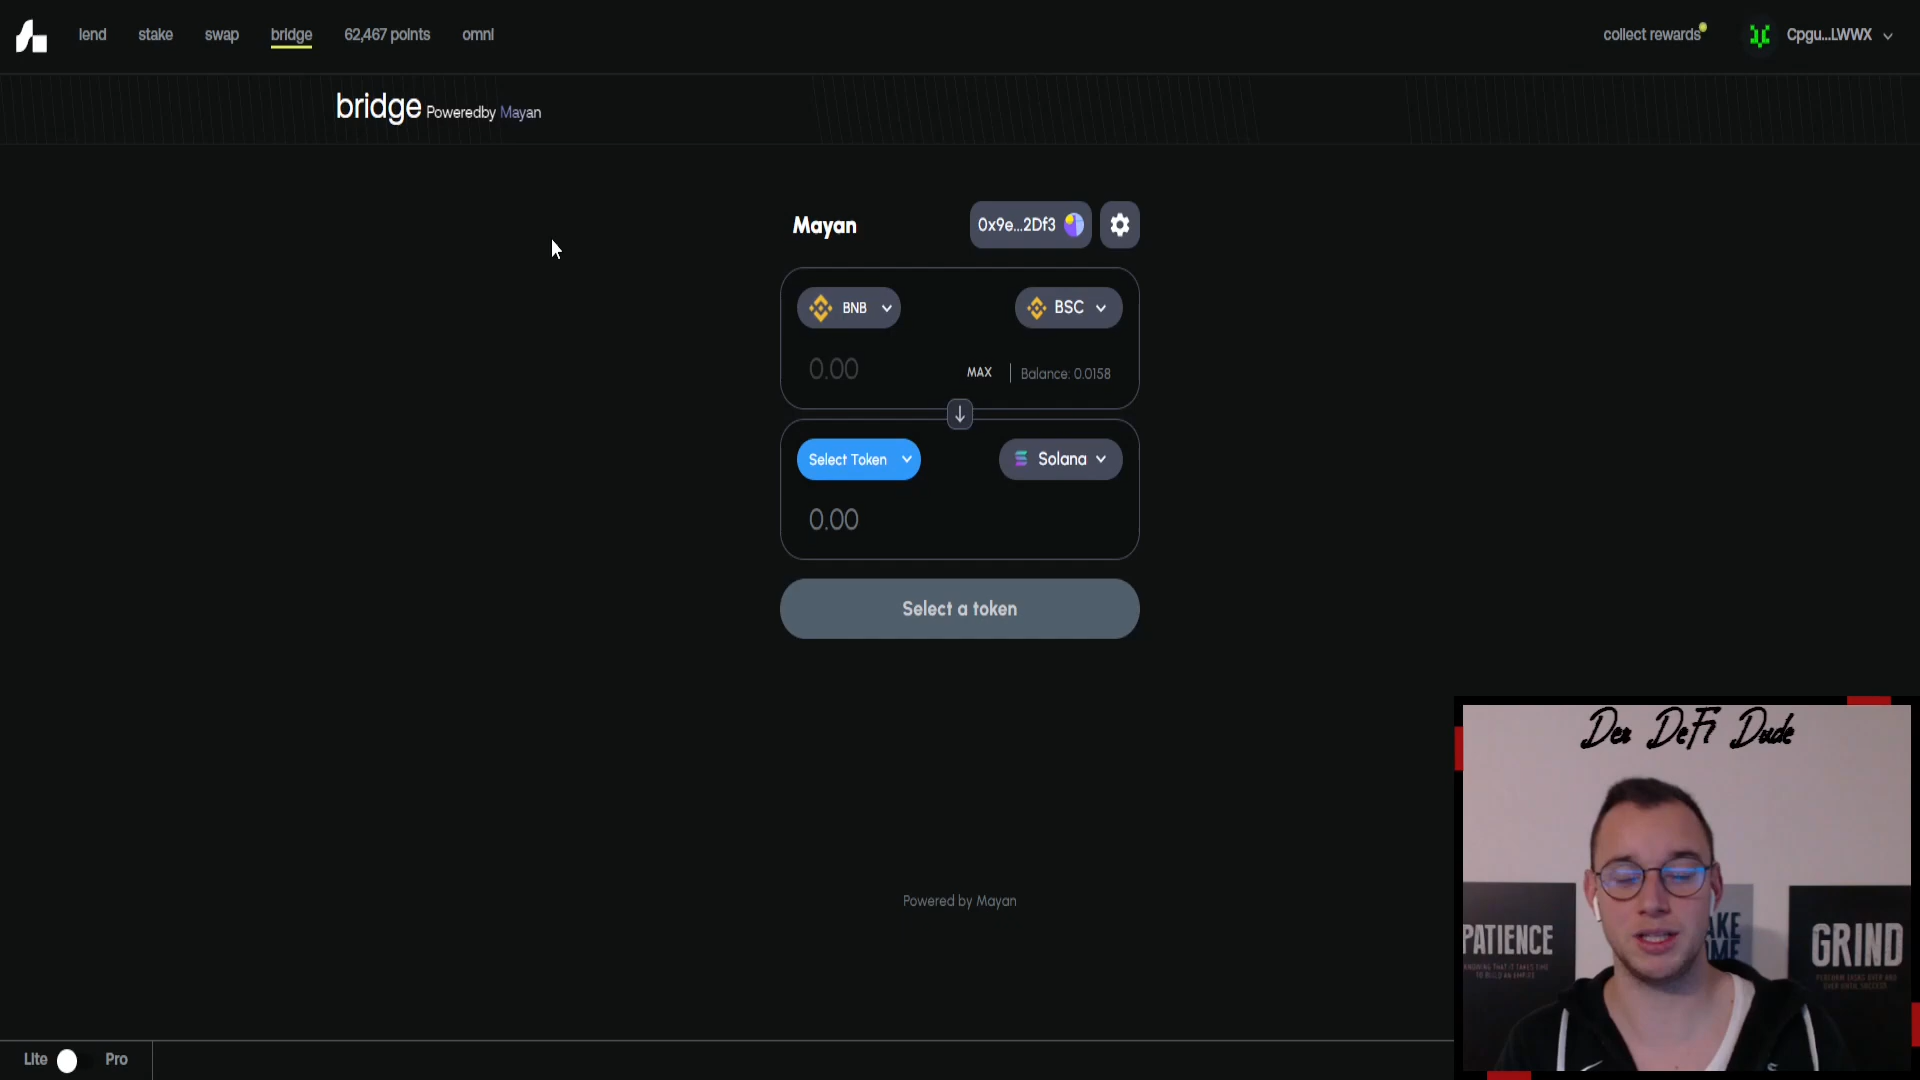 lend stake swap bridge 62,467 points omni collect rewards Cpgu...LWWX
bridge Poweredby Mayan
Mayan 0x9e...2Df3
BNB BSC
0.00 MAX Balance: 0.0158
Select Token Solana
0.00
Select a token
Powered by Mayan
Lite Pro
Der DeFi Dude
PATIENCE
GRIND